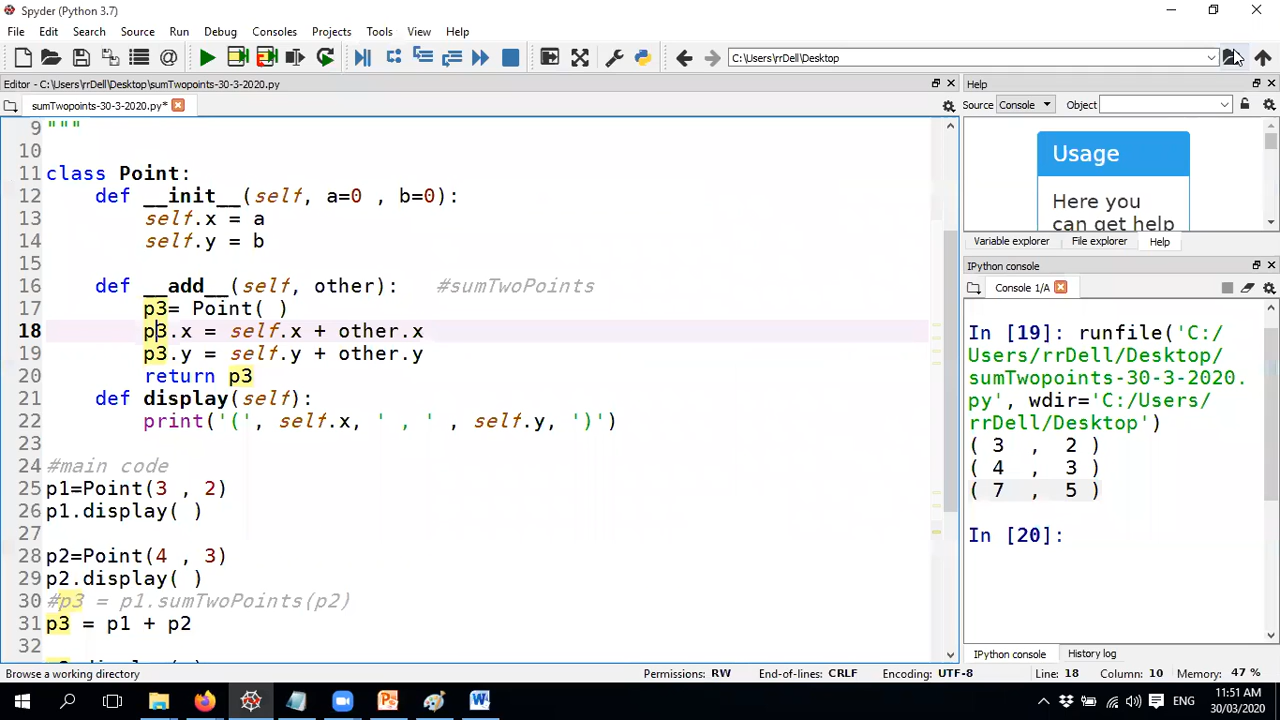 Spyder (Python 3.7)
File Edit Search Source Run Debug Consoles Projects Tools View Help
C:\Users\rrDell\Desktop
Editor - C:\Users\rrDell\Desktop\sumTwopoints-30-3-2020.py
sumTwopoints-30-3-2020.py*
9 """
10
11 class Point:
12 def __init__(self, a=0 , b=0):
13 self.x = a
14 self.y = b
15
16 def __add__(self, other): #sumTwoPoints
17 p3= Point( )
18 p3.x = self.x + other.x
19 p3.y = self.y + other.y
20 return p3
21 def display(self):
22 print('(', self.x, ' , ' , self.y, ')')
23
24 #main code
25 p1=Point(3 , 2)
26 p1.display( )
27
28 p2=Point(4 , 3)
29 p2.display( )
30 #p3 = p1.sumTwoPoints(p2)
31 p3 = p1 + p2
32
Help
Source Console Object
Usage
Here you
can get help
Variable explorer File explorer Help
IPython console
Console 1/A
In [19]: runfile('C:/
Users/rrDell/Desktop/
sumTwopoints-30-3-2020.
py', wdir='C:/Users/
rrDell/Desktop')
( 3 , 2 )
( 4 , 3 )
( 7 , 5 )
In [20]:
IPython console History log
Browse a working directory Permissions: RW End-of-lines: CRLF Encoding: UTF-8 Line: 18 Column: 10 Memory: 47 %
ENG
11:51 AM
30/03/2020